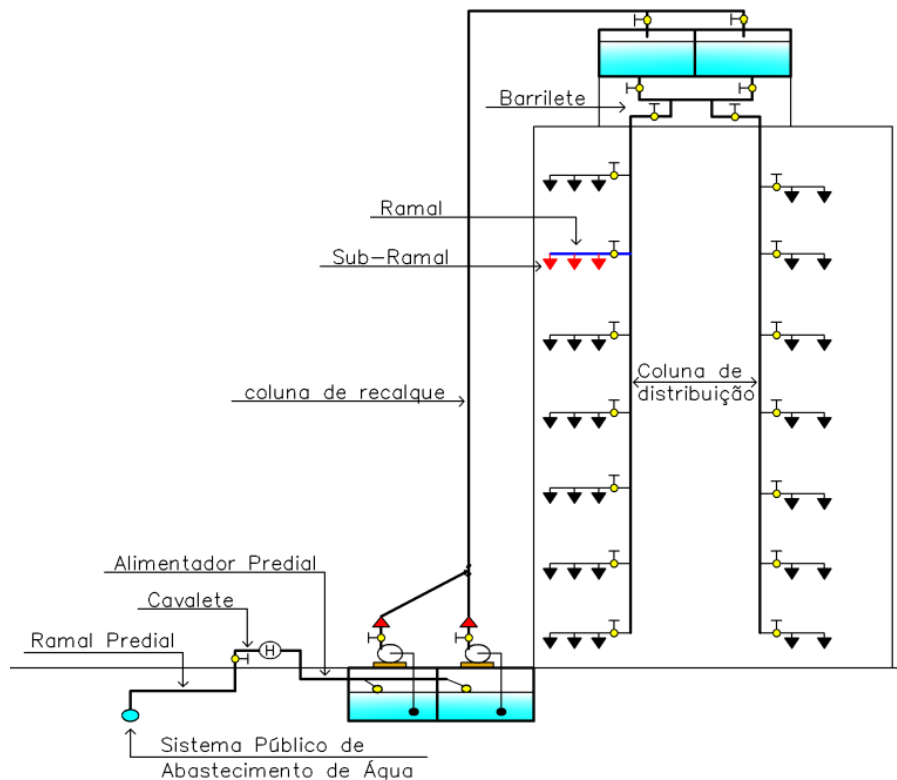 Barrilete
Ramal
Sub-Ramal
Coluna de
distribuição
coluna de recalque
Alimentador Predial
Cavalete
Ramal Predial
H
Sistema Público de
Abastecimento de Água